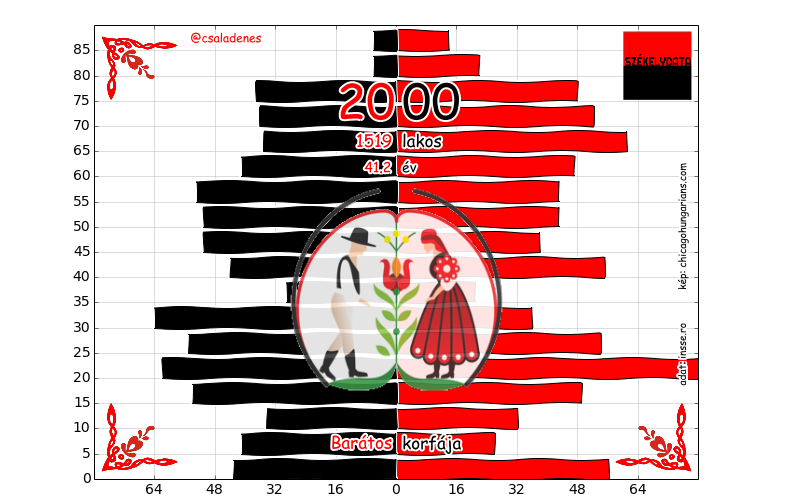 @csaladenes
SZÉKELYDATA
2000
1519 lakos
41,2 év
kép: chicagohungarians.com
adat: insse.ro
Barátos korfája
85
80
75
70
65
60
55
50
45
40
35
30
25
20
15
10
5
0
64 48 32 16 0 16 32 48 64